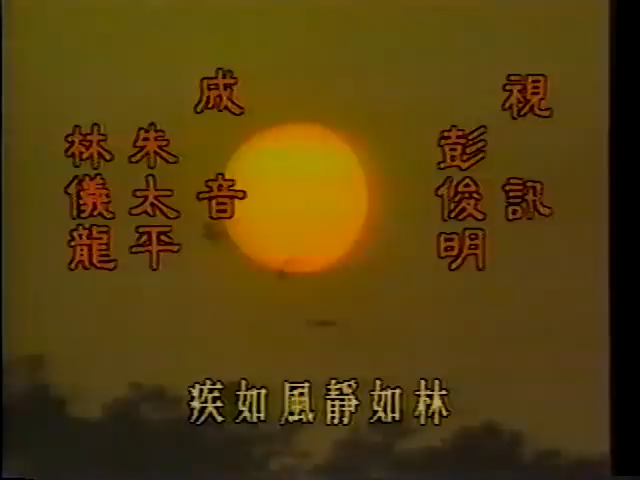 視訊
彭俊明
成音
朱太平
林儀龍
疾如風靜如林